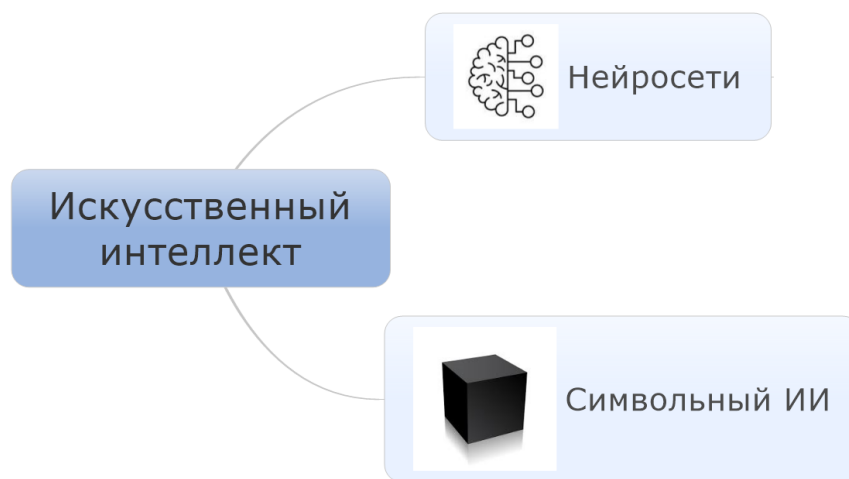 Нейросети
Искусственный
интеллект
Символьный ИИ